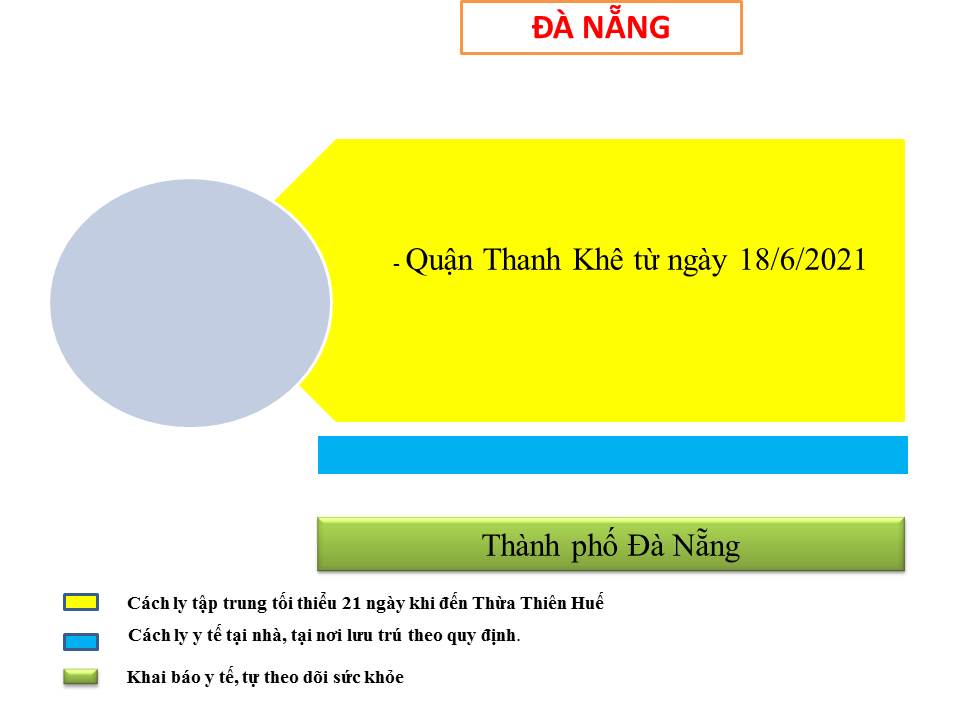 ĐÀ NẴNG
- Quận Thanh Khê từ ngày 18/6/2021
Thành phố Đà Nẵng
Cách ly tập trung tối thiểu 21 ngày khi đến Thừa Thiên Huế
Cách ly y tế tại nhà, tại nơi lưu trú theo quy định.
Khai báo y tế, tự theo dõi sức khỏe